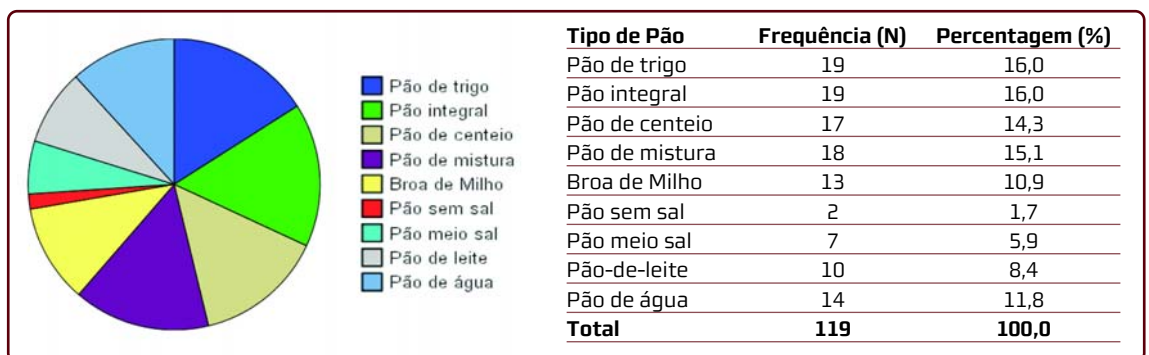 Pão de trigo
Pão integral
Pão de centeio
Pão de mistura
Broa de Milho
Pão sem sal
Pão meio sal
Pão de leite
Pão de água
Tipo de Pão Frequência (N) Percentagem (%)
Pão de trigo 19 16,0
Pão integral 19 16,0
Pão de centeio 17 14,3
Pão de mistura 18 15,1
Broa de Milho 13 10,9
Pão sem sal 2 1,7
Pão meio sal 7 5,9
Pão-de-leite 10 8,4
Pão de água 14 11,8
Total 119 100,0